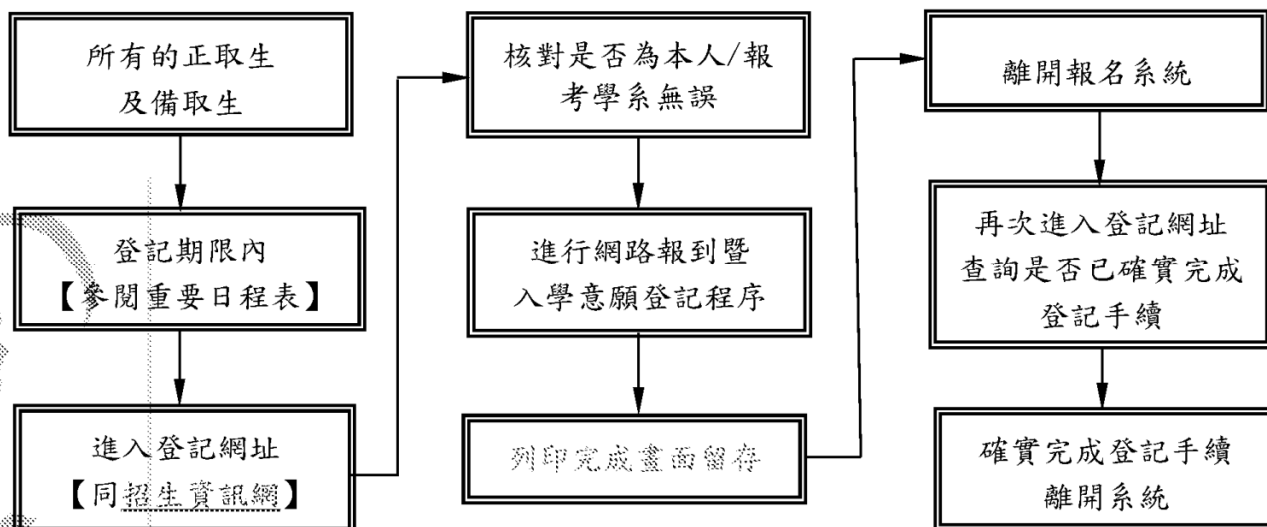 所有的正取生
及備取生
登記期限內
【參閱重要日程表】
進入登記網址
【同招生資訊網】
核對是否為本人/報
考學系無誤
進行網路報到暨
入學意願登記程序
列印完成畫面留存
離開報名系統
再次進入登記網址
查詢是否已確實完成
登記手續
確實完成登記手續
離開系統